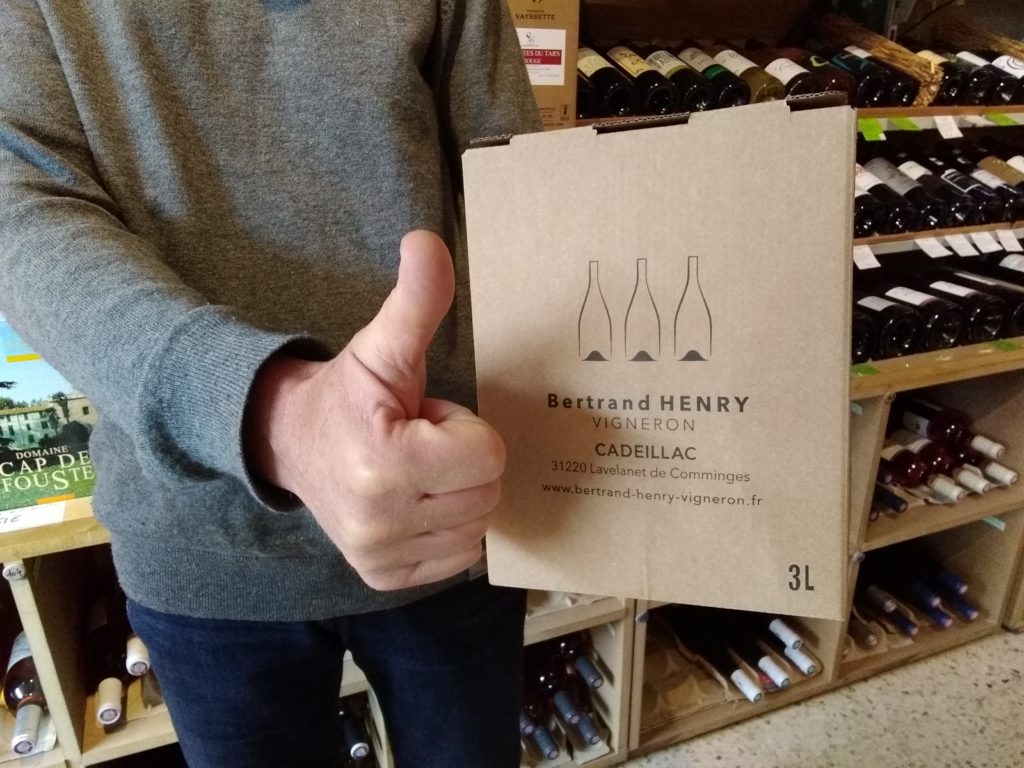 VAYSSETTE
ROUGE
Bertrand HENRY
VIGNERON
CADEILLAC
31220 Lavelanet de Comminges
www.bertrand-henry-vigneron.fr
3L
DOMAINE
CAP DE
FOUSTE